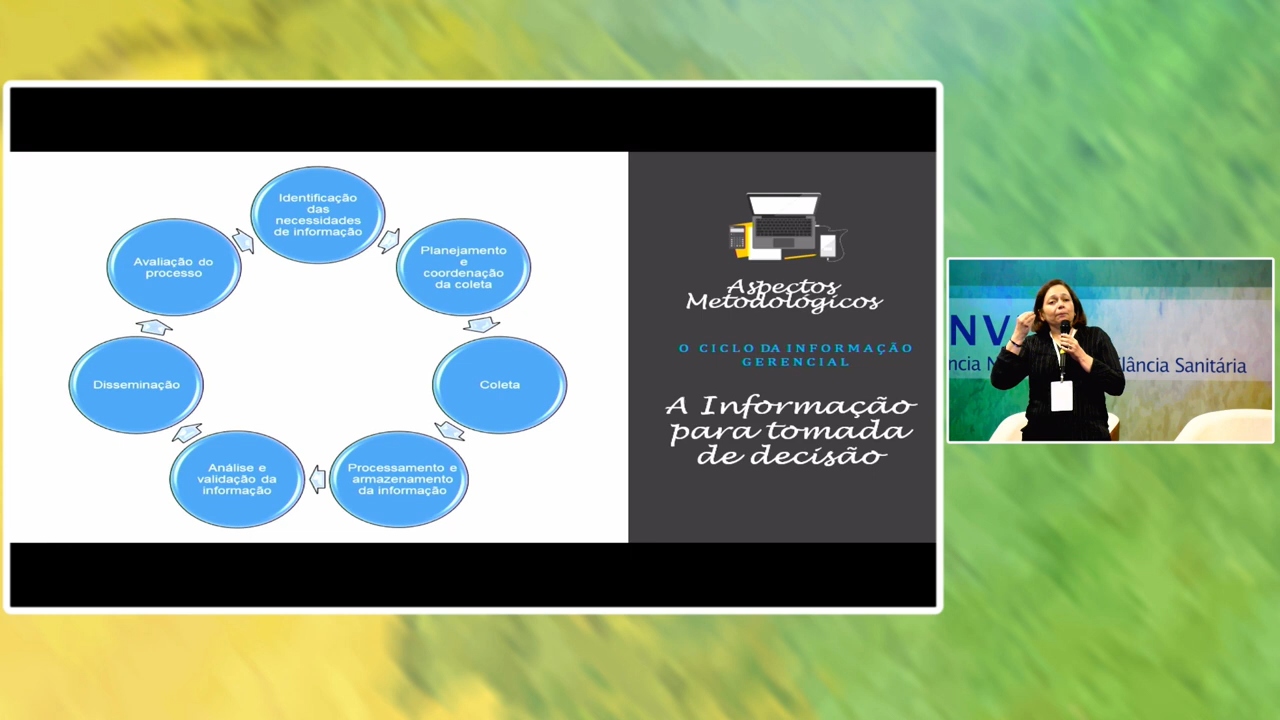 Identificação
das
necessidades
de informação
Planejamento
e
coordenação
da coleta
Coleta
Processamento e
armazenamento
da informação
Análise e
validação da
informação
Disseminação
Avaliação do
processo
Aspectos
Metodológicos
O CICLO DA INFORMAÇÃO
GERENCIAL
A Informação
para tomada
de decisão
NV
ncia N
lância Sanitária